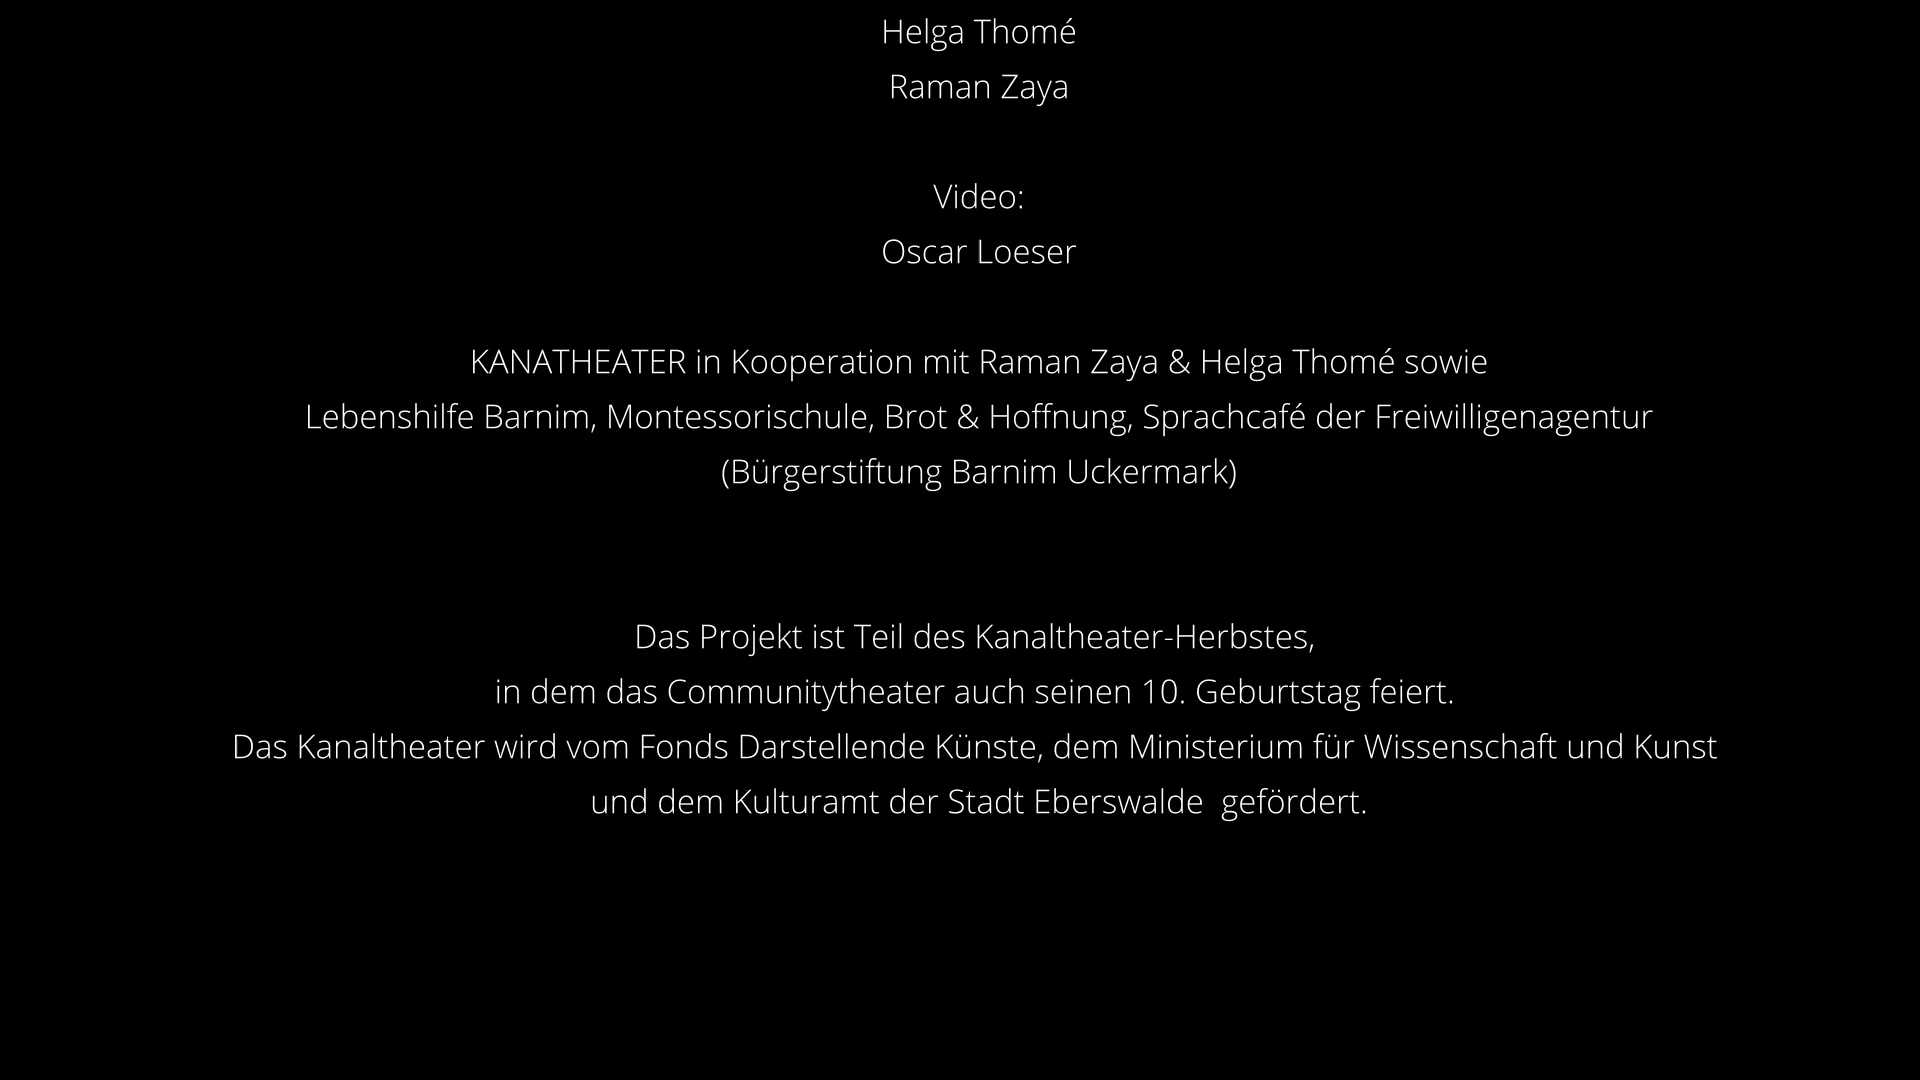 Helga Thomé
Raman Zaya
Video:
Oscar Loeser
KANATHEATER in Kooperation mit Raman Zaya & Helga Thomé sowie
Lebenshilfe Barnim, Montessorischule, Brot & Hoffnung, Sprachcafé der Freiwilligenagentur
(Bürgerstiftung Barnim Uckermark)
Das Projekt ist Teil des Kanaltheater-Herbstes,
in dem das Communitytheater auch seinen 10. Geburtstag feiert.
Das Kanaltheater wird vom Fonds Darstellende Künste, dem Ministerium für Wissenschaft und Kunst
und dem Kulturamt der Stadt Eberswalde  gefördert.